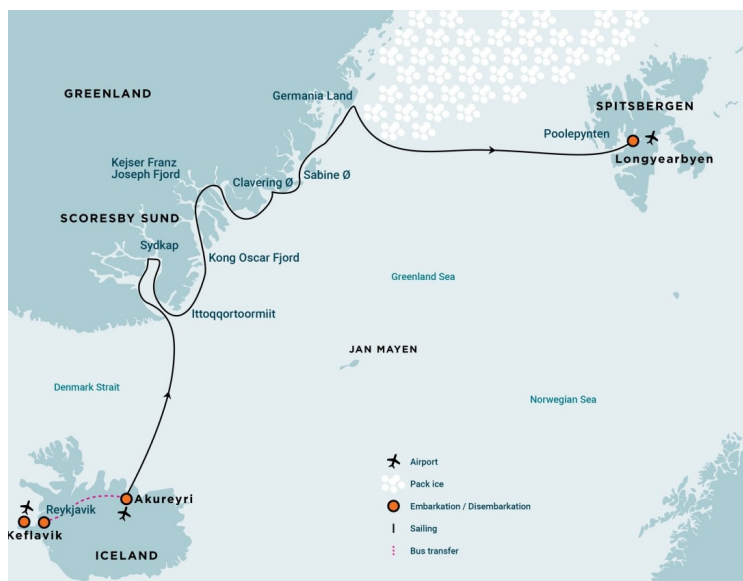 GREENLAND
Germania Land
SPITSBERGEN
Poolepynten
Longyearbyen
Kejser Franz
Joseph Fjord
Clavering Ø
Sabine Ø
SCORESBY SUND
Sydkap
Kong Oscar Fjord
Greenland Sea
Ittoqqortoormiit
JAN MAYEN
Denmark Strait
Norwegian Sea
Airport
Pack ice
Akureyri
Reykjavik
Embarkation / Disembarkation
Keflavik
Sailing
ICELAND
Bus transfer